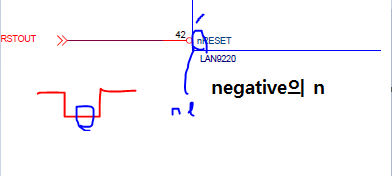 42
RSTOUT
nRESET
LAN9220
negative의 n